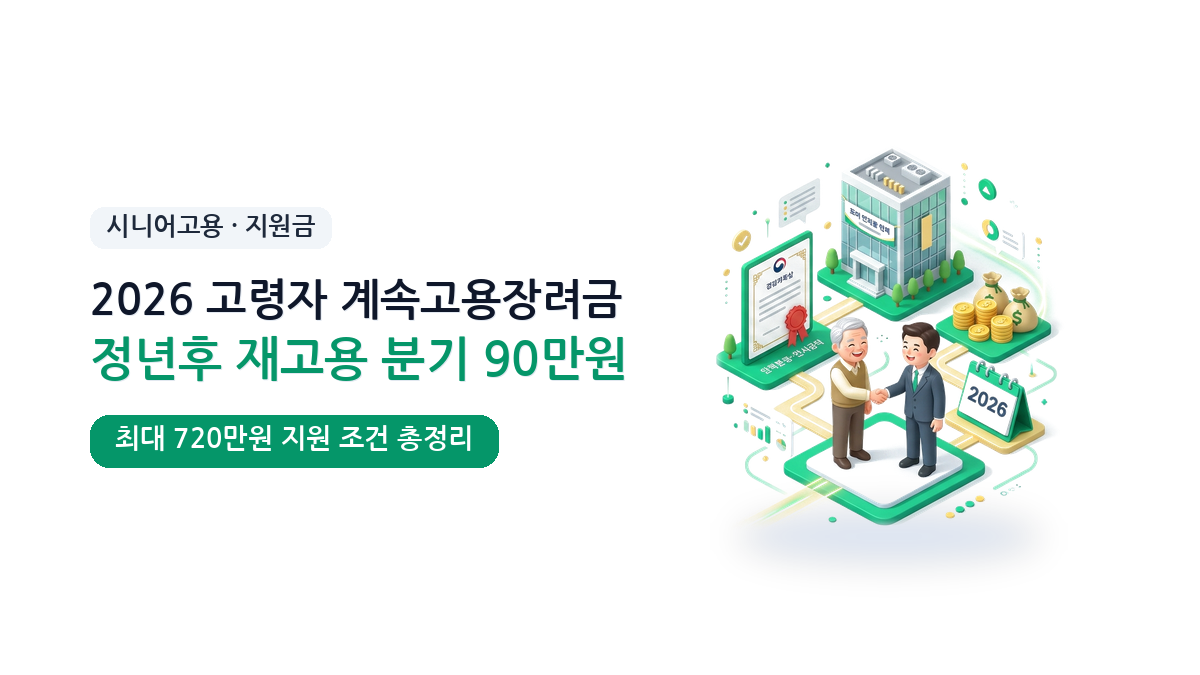 시니어고용 · 지원금
2026 고령자 계속고용장려금
정년후 재고용 분기 90만원
최대 720만원 지원 조건 총정리
2026